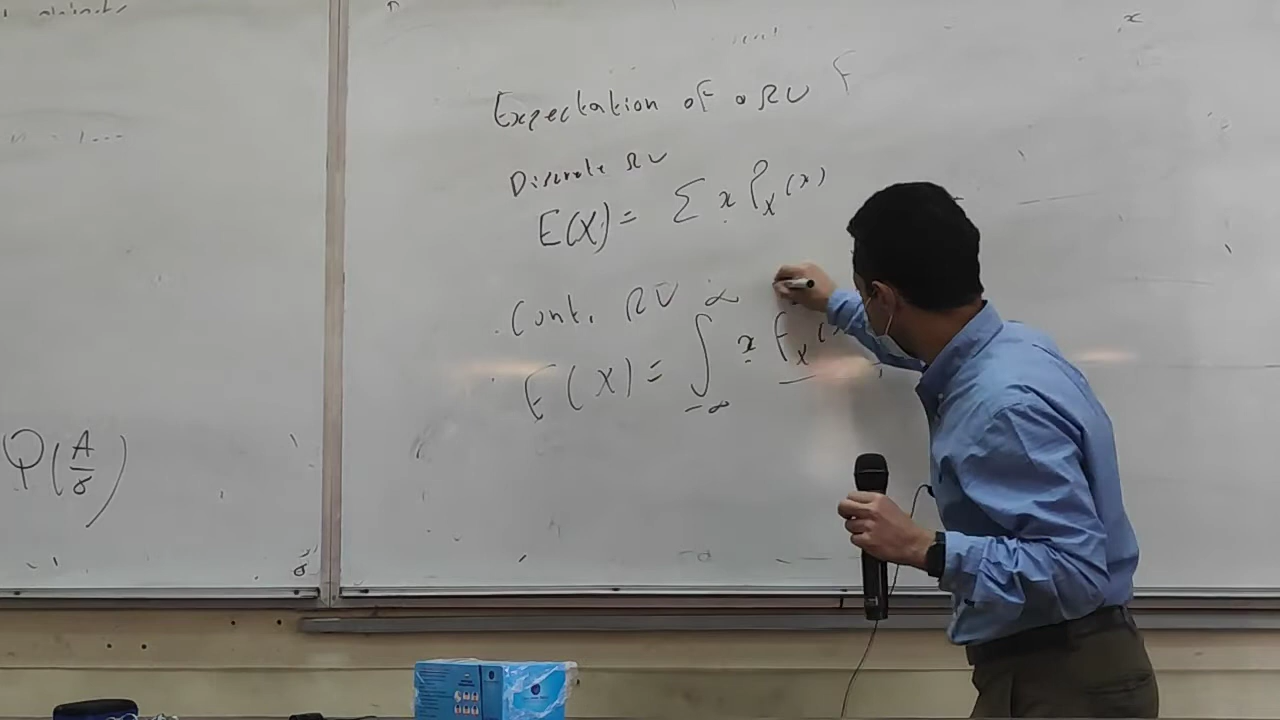 Expectation of a RV F
Discrete RV
E(X) = Σ x P_X(x)
Cont. RV
E(X) = ∫_{-∞}^{∞} x f_X(x
Q(A/σ)
σ
x